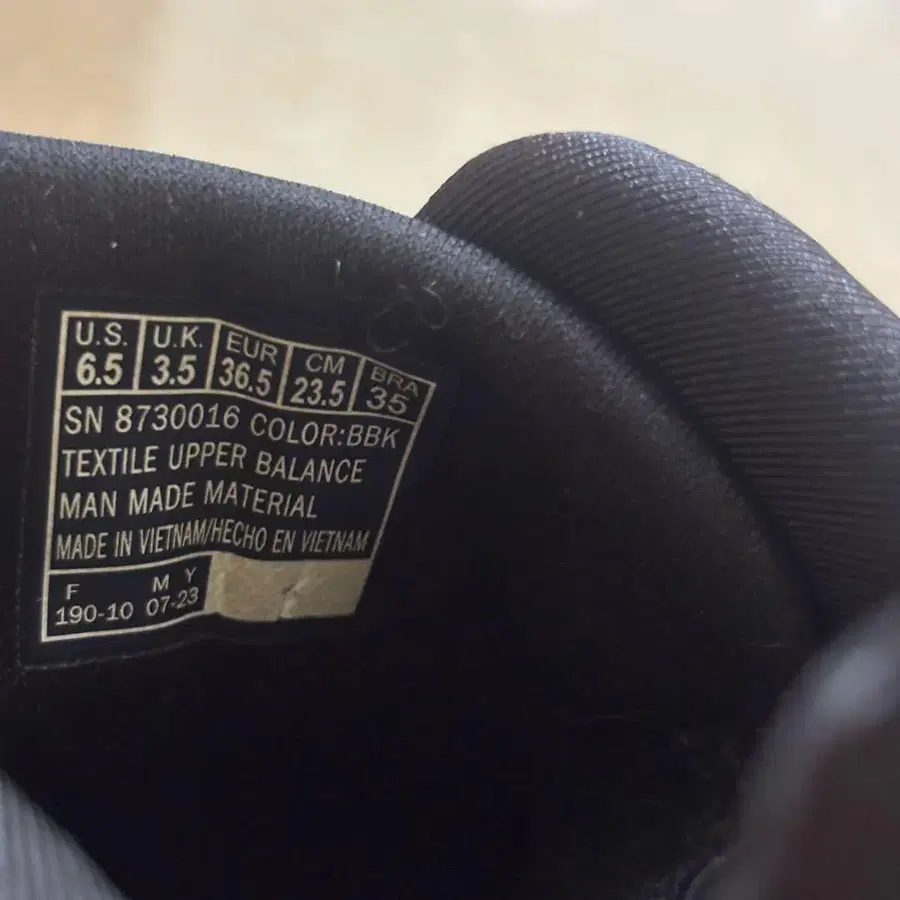 U.S. U.K. EUR CM BRA
6.5 3.5 36.5 23.5 35
SN 8730016 COLOR:BBK
TEXTILE UPPER BALANCE
MAN MADE MATERIAL
MADE IN VIETNAM/HECHO EN VIETNAM
F M Y
190-10 07-23